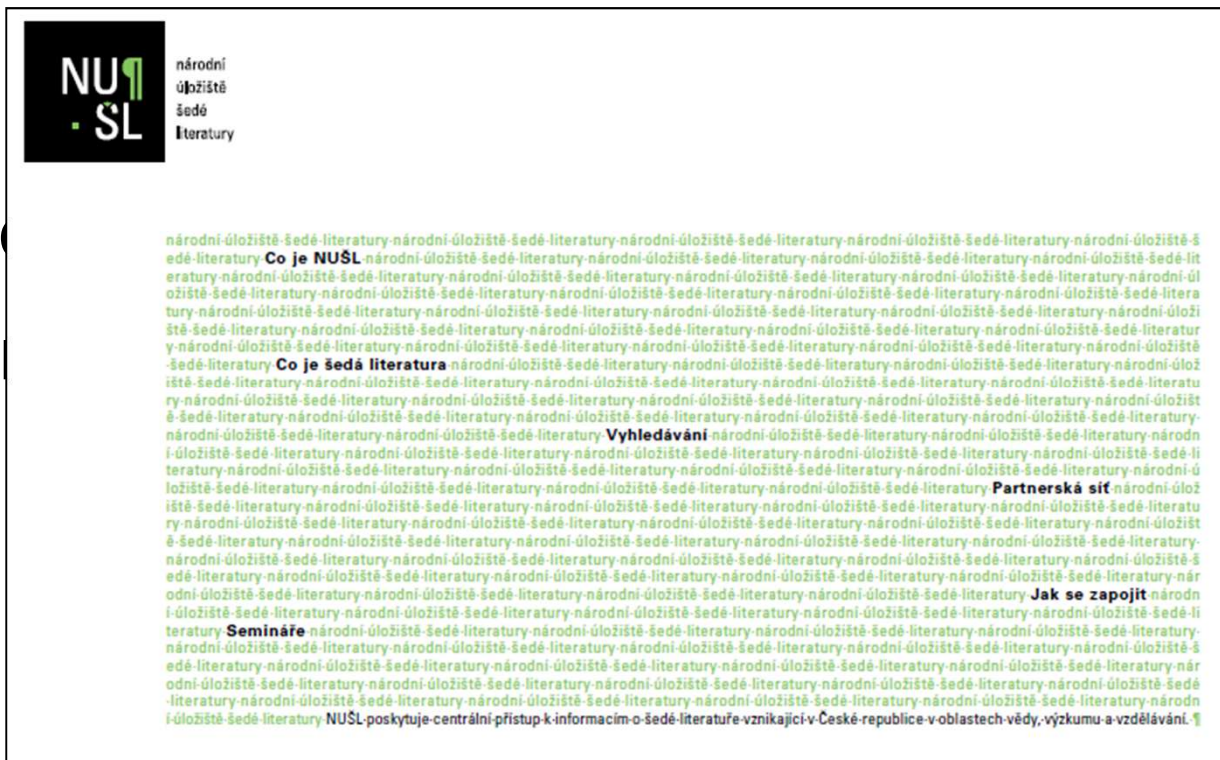 NU¶
·ŠL
národní
úložiště
šedé
literatury
národní·úložiště·šedé·literatury·národní·úložiště·šedé·literatury·národní·úložiště·šedé·literatury·národní·úložiště·šedé·literatury·národní·úložiště·š
edé·literatury·Co je NUŠL·národní·úložiště·šedé·literatury·národní·úložiště·šedé·literatury·národní·úložiště·šedé·literatury·národní·úložiště·šedé·lit
eratury·národní·úložiště·šedé·literatury·národní·úložiště·šedé·literatury·národní·úložiště·šedé·literatury·národní·úložiště·šedé·literatury·národní·úl
ožiště·šedé·literatury·národní·úložiště·šedé·literatury·národní·úložiště·šedé·literatury·národní·úložiště·šedé·literatury·národní·úložiště·šedé·litera
tury·národní·úložiště·šedé·literatury·národní·úložiště·šedé·literatury·národní·úložiště·šedé·literatury·národní·úložiště·šedé·literatury·národní·úloži
ště·šedé·literatury·národní·úložiště·šedé·literatury·národní·úložiště·šedé·literatury·národní·úložiště·šedé·literatury·národní·úložiště·šedé·literatur
y·národní·úložiště·šedé·literatury·národní·úložiště·šedé·literatury·národní·úložiště·šedé·literatury·národní·úložiště·šedé·literatury·národní·úložiště
·šedé·literatury·Co je šedá literatura·národní·úložiště·šedé·literatury·národní·úložiště·šedé·literatury·národní·úložiště·šedé·literatury·národní·úlož
iště·šedé·literatury·národní·úložiště·šedé·literatury·národní·úložiště·šedé·literatury·národní·úložiště·šedé·literatury·národní·úložiště·šedé·literatu
ry·národní·úložiště·šedé·literatury·národní·úložiště·šedé·literatury·národní·úložiště·šedé·literatury·národní·úložiště·šedé·literatury·národní·úložišt
ě·šedé·literatury·národní·úložiště·šedé·literatury·národní·úložiště·šedé·literatury·národní·úložiště·šedé·literatury·národní·úložiště·šedé·literatury·
národní·úložiště·šedé·literatury·národní·úložiště·šedé·literatury·Vyhledávání·národní·úložiště·šedé·literatury·národní·úložiště·šedé·literatury·národn
í·úložiště·šedé·literatury·národní·úložiště·šedé·literatury·národní·úložiště·šedé·literatury·národní·úložiště·šedé·literatury·národní·úložiště·šedé·li
teratury·národní·úložiště·šedé·literatury·národní·úložiště·šedé·literatury·národní·úložiště·šedé·literatury·národní·úložiště·šedé·literatury·národní·ú
ložiště·šedé·literatury·národní·úložiště·šedé·literatury·národní·úložiště·šedé·literatury·národní·úložiště·šedé·literatury·Partnerská síť·národní·úlož
iště·šedé·literatury·národní·úložiště·šedé·literatury·národní·úložiště·šedé·literatury·národní·úložiště·šedé·literatury·národní·úložiště·šedé·literatu
ry·národní·úložiště·šedé·literatury·národní·úložiště·šedé·literatury·národní·úložiště·šedé·literatury·národní·úložiště·šedé·literatury·národní·úložišt
ě·šedé·literatury·národní·úložiště·šedé·literatury·národní·úložiště·šedé·literatury·národní·úložiště·šedé·literatury·národní·úložiště·šedé·literatury·
národní·úložiště·šedé·literatury·národní·úložiště·šedé·literatury·národní·úložiště·šedé·literatury·národní·úložiště·šedé·literatury·národní·úložiště·š
edé·literatury·národní·úložiště·šedé·literatury·národní·úložiště·šedé·literatury·národní·úložiště·šedé·literatury·národní·úložiště·šedé·literatury·nár
odní·úložiště·šedé·literatury·národní·úložiště·šedé·literatury·národní·úložiště·šedé·literatury·národní·úložiště·šedé·literatury·Jak se zapojit·národn
í·úložiště·šedé·literatury·národní·úložiště·šedé·literatury·národní·úložiště·šedé·literatury·národní·úložiště·šedé·literatury·národní·úložiště·šedé·li
teratury·Semináře·národní·úložiště·šedé·literatury·národní·úložiště·šedé·literatury·národní·úložiště·šedé·literatury·národní·úložiště·šedé·literatury·
národní·úložiště·šedé·literatury·národní·úložiště·šedé·literatury·národní·úložiště·šedé·literatury·národní·úložiště·šedé·literatury·národní·úložiště·š
edé·literatury·národní·úložiště·šedé·literatury·národní·úložiště·šedé·literatury·národní·úložiště·šedé·literatury·národní·úložiště·šedé·literatury·nár
odní·úložiště·šedé·literatury·národní·úložiště·šedé·literatury·národní·úložiště·šedé·literatury·národní·úložiště·šedé·literatury·národní·úložiště·šedé
·literatury·národní·úložiště·šedé·literatury·národní·úložiště·šedé·literatury·národní·úložiště·šedé·literatury·národní·úložiště·šedé·literatury·národn
í·úložiště·šedé·literatury·NUŠL·poskytuje·centrální·přístup·k·informacím·o·šedé·literatuře·vznikající·v·České·republice·v·oblastech·vědy,·výzkumu·a·vzdělávání.·¶